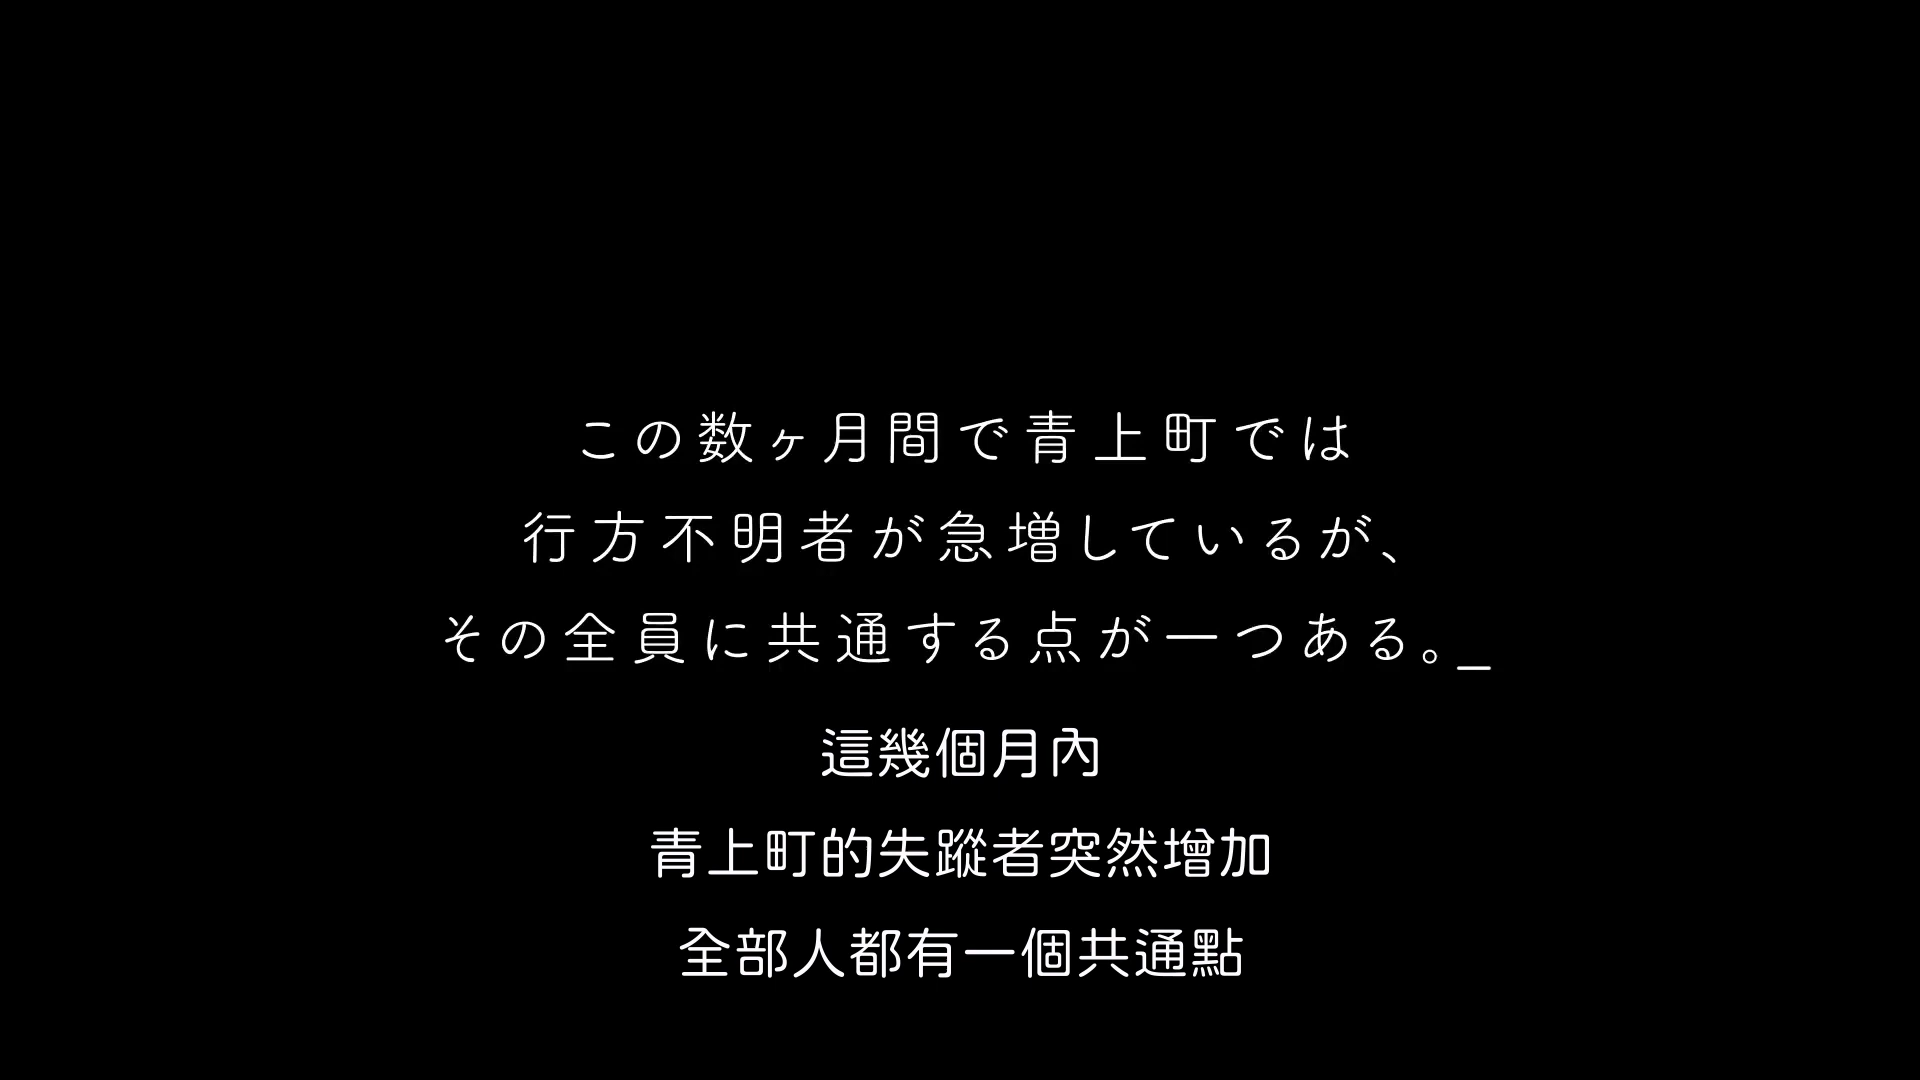 この数ヶ月間で青上町では
行方不明者が急増しているが、
その全員に共通する点が一つある。_
這幾個月內
青上町的失蹤者突然增加
全部人都有一個共通點